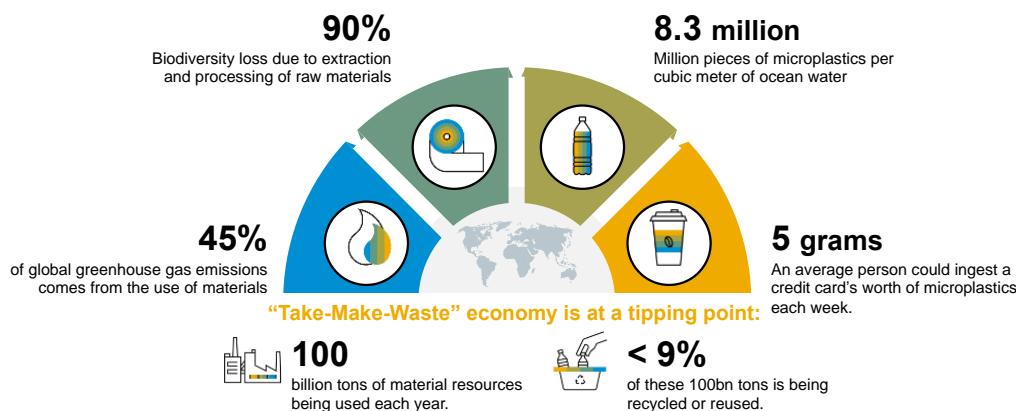 90%
Biodiversity loss due to extraction
and processing of raw materials
8.3 million
Million pieces of microplastics per
cubic meter of ocean water
45%
of global greenhouse gas emissions
comes from the use of materials
5 grams
An average person could ingest a
credit card's worth of microplastics
each week.
“Take-Make-Waste” economy is at a tipping point:
100
billion tons of material resources
being used each year.
< 9%
of these 100bn tons is being
recycled or reused.